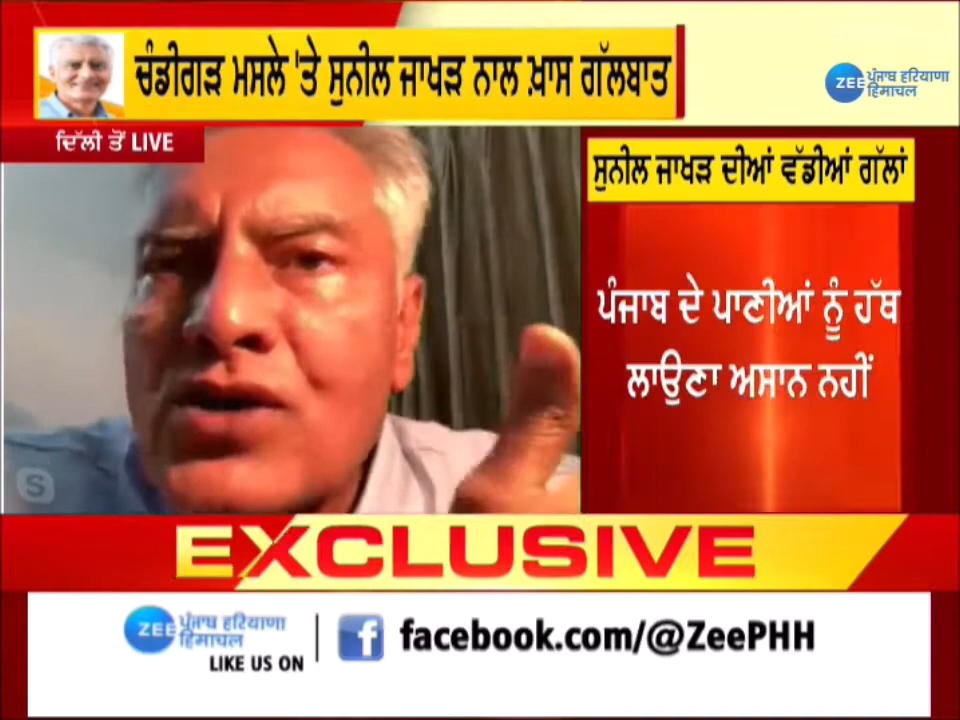 ਚੰਡੀਗੜ ਮਸਲੇ 'ਤੇ ਸੁਨੀਲ ਜਾਖੜ ਨਾਲ ਖ਼ਾਸ ਗੱਲਬਾਤ
ZEE ਪੰਜਾਬ ਹਰਿਆਣਾ
ਹਿਮਾਚਲ
ਦਿੱਲੀ ਤੋਂ LIVE
ਸੁਨੀਲ ਜਾਖੜ ਦੀਆਂ ਵੱਡੀਆਂ ਗੱਲਾਂ
ਪੰਜਾਬ ਦੇ ਪਾਣੀਆਂ ਨੂੰ ਹੱਥ
ਲਾਉਣਾ ਅਸਾਨ ਨਹੀਂ
S
EXCLUSIVE
ZEE ਪੰਜਾਬ ਹਰਿਆਣਾ
ਹਿਮਾਚਲ
LIKE US ON
f facebook.com/@ZeePHH